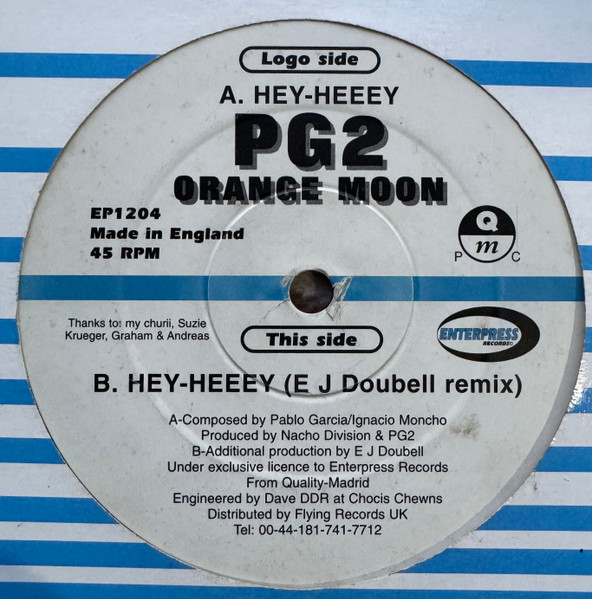 Logo side
A. HEY-HEEEY
PG2
ORANGE MOON
EP1204
Made in England
45 RPM
Q
m
P C
Thanks to: my churii, Suzie
Krueger, Graham & Andreas
This side
ENTERPRESS
RECORDS
B. HEY-HEEEY (E J Doubell remix)
A-Composed by Pablo Garcia/Ignacio Moncho
Produced by Nacho Division & PG2
B-Additional production by E J Doubell
Under exclusive licence to Enterpress Records
From Quality-Madrid
Engineered by Dave DDR at Chocis Chewns
Distributed by Flying Records UK
Tel: 00-44-181-741-7712